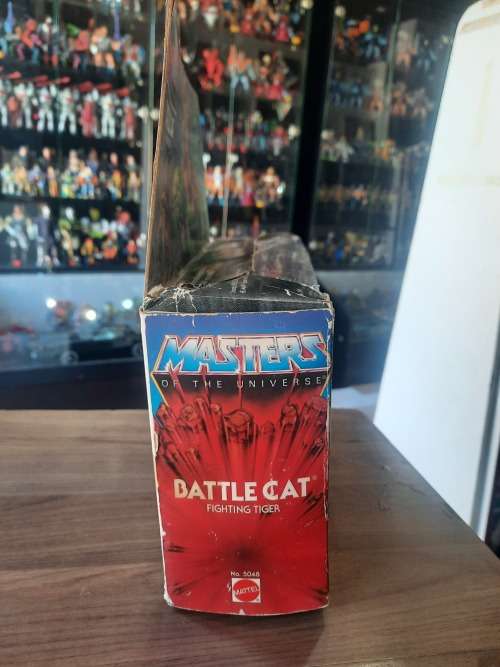 MASTERS
OF THE UNIVERSE
BATTLE CAT
FIGHTING TIGER
No. 5048
MATTEL